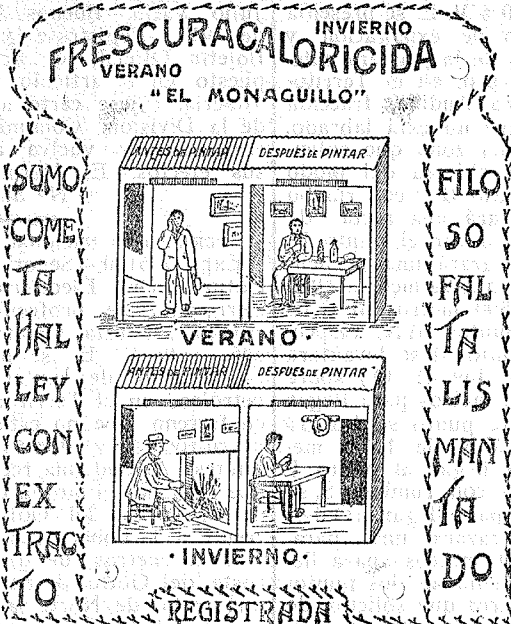 INVIERNO
FRESCURACALORICIDA
VERANO
"EL MONAGUILLO"
SUMO
COME
TA
HAL
LEY
CON
EX
TRAC
TO
ANTES DE PINTAR
DESPUES DE PINTAR
VERANO·
ANTES DE PINTAR
DESPUES DE PINTAR
·INVIERNO·
FILO
SO
FAL
TA
LIS
MAN
TA
DO
REGISTRADA